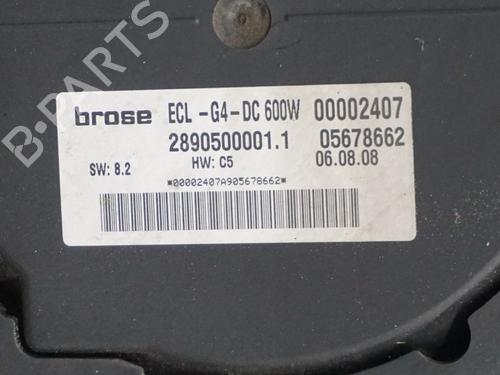 B-PARTS
brose ECL -G4-DC 600W 00002407
2890500001.1 05678662
SW: 8.2 HW: C5 06.08.08
*00002407A905678662*